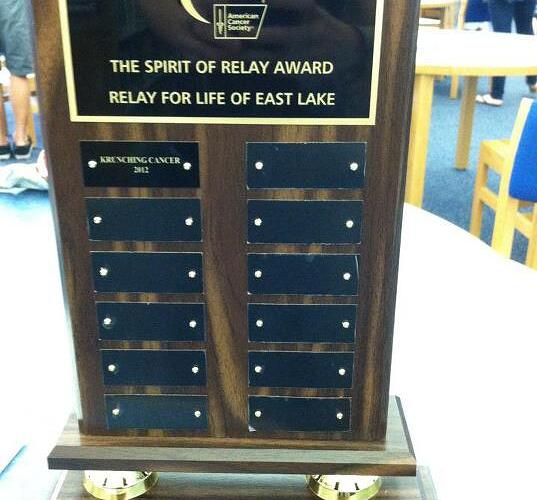 American
Cancer
Society
THE SPIRIT OF RELAY AWARD
RELAY FOR LIFE OF EAST LAKE
KRUNCHING CANCER
2012